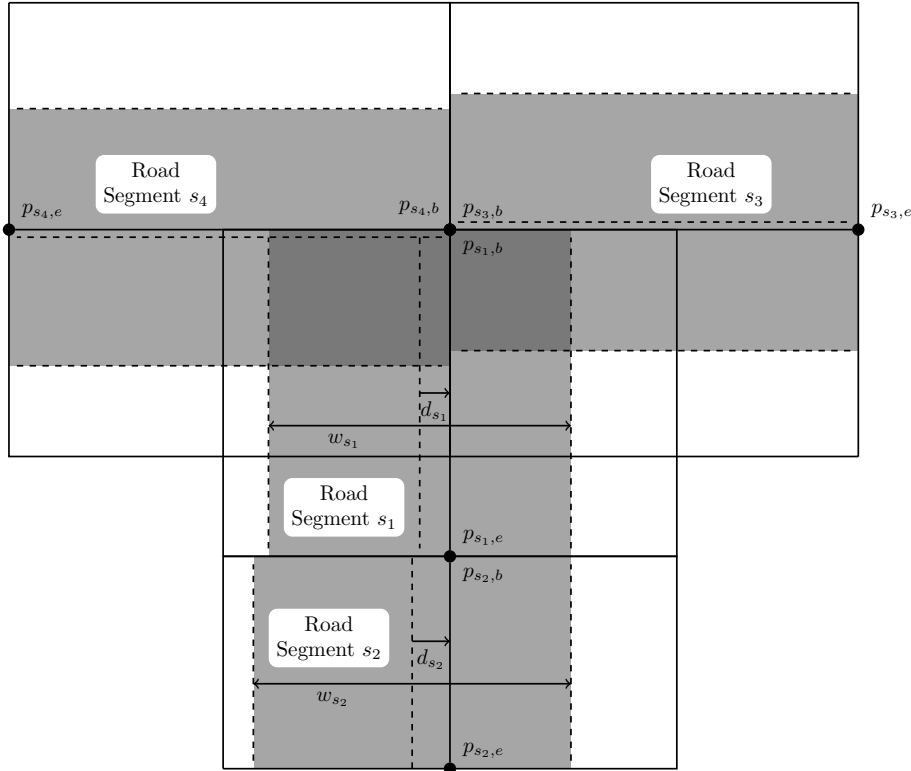 Road
Segment s₄
Road
Segment s₃
p_{s₄,e}
p_{s₄,b}
p_{s₃,b}
p_{s₃,e}
p_{s₁,b}
d_{s₁}
w_{s₁}
Road
Segment s₁
p_{s₁,e}
p_{s₂,b}
Road
Segment s₂
d_{s₂}
w_{s₂}
p_{s₂,e}